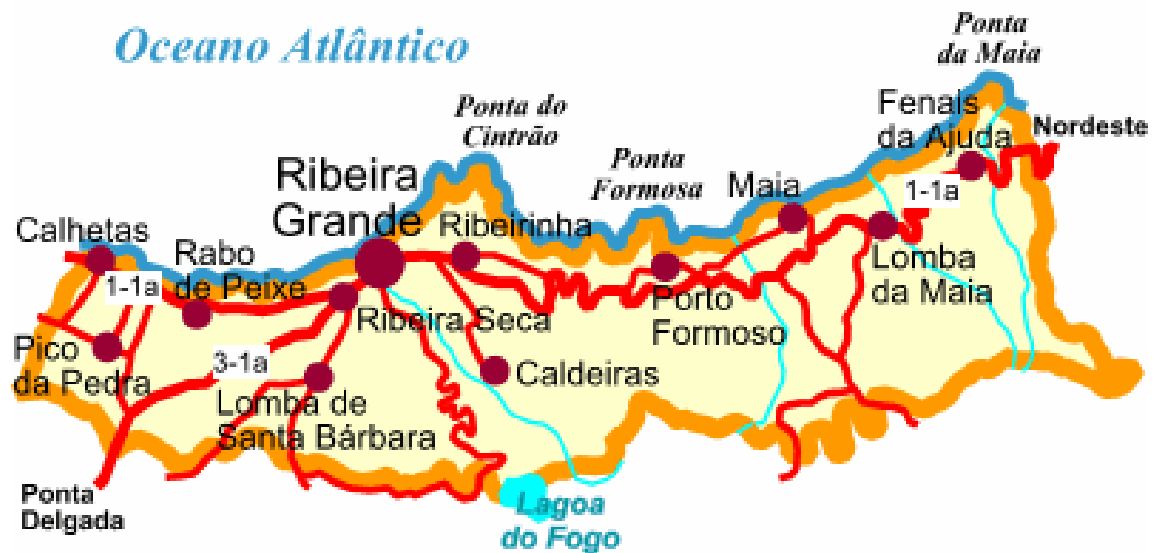 Oceano Atlântico
Ponta
da Maia
Ponta do
Cintrão
Fenais
da Ajuda
Nordeste
Ponta
Formosa
Ribeira
Grande
Maia
1-1a
Calhetas
Ribeirinha
Rabo
de Peixe
1-1a
Lomba
da Maia
Porto
Formoso
Ribeira Seca
Pico
da Pedra
3-1a
Caldeiras
Lomba de
Santa Bárbara
Ponta
Delgada
Lagoa
do Fogo